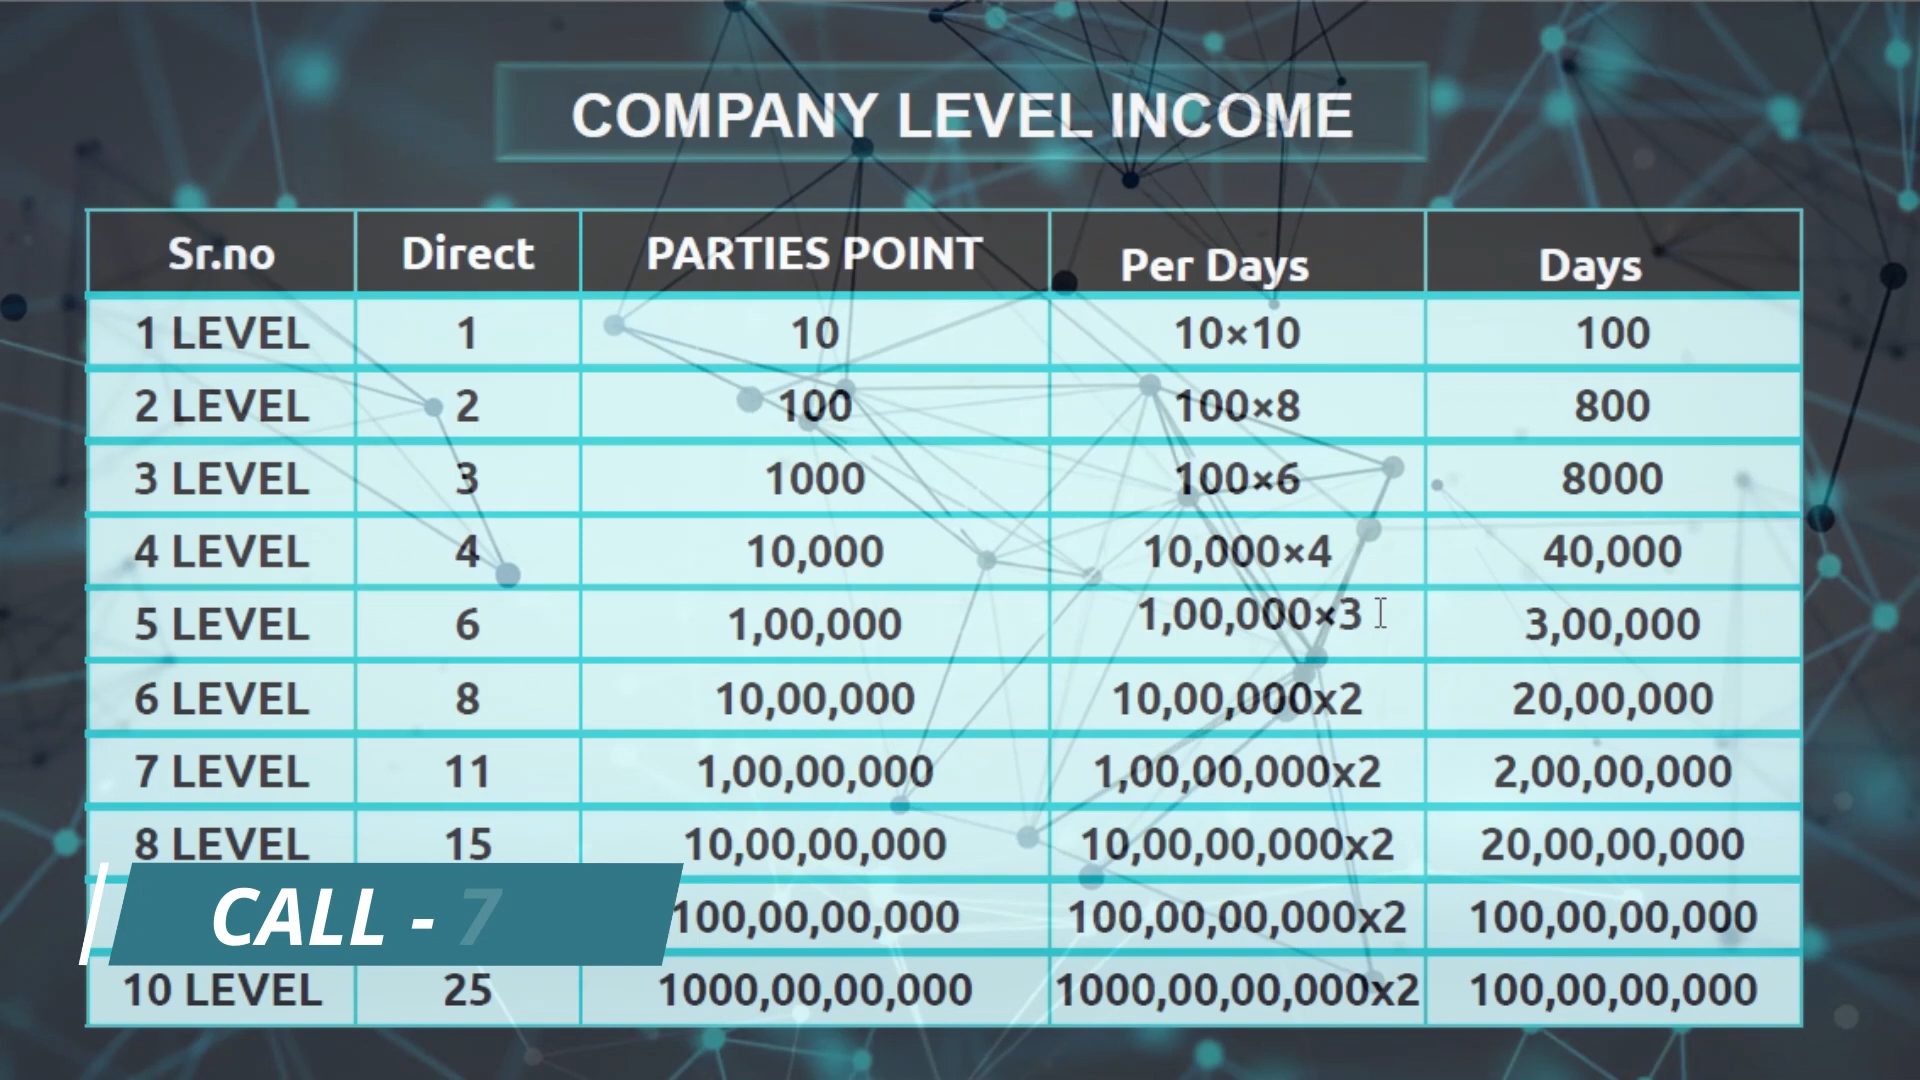 COMPANY LEVEL INCOME
Sr.no Direct PARTIES POINT Per Days Days
1 LEVEL 1 10 10×10 100
2 LEVEL 2 100 100×8 800
3 LEVEL 3 1000 100×6 8000
4 LEVEL 4 10,000 10,000×4 40,000
5 LEVEL 6 1,00,000 1,00,000×3 3,00,000
6 LEVEL 8 10,00,000 10,00,000x2 20,00,000
7 LEVEL 11 1,00,00,000 1,00,00,000x2 2,00,00,000
8 LEVEL 15 10,00,00,000 10,00,00,000x2 20,00,00,000
100,00,00,000 100,00,00,000x2 100,00,00,000
CALL - 7
10 LEVEL 25 1000,00,00,000 1000,00,00,000x2 100,00,00,000